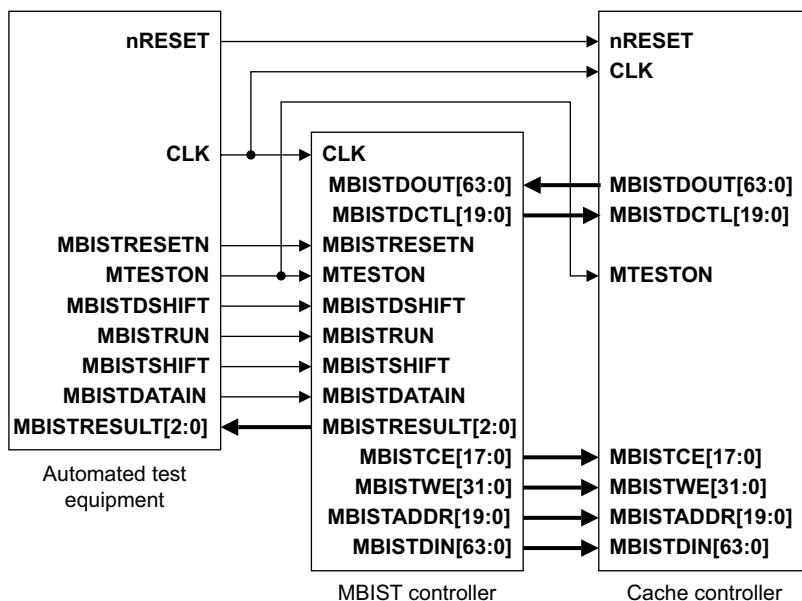 nRESET
CLK
MBISTRESETN
MTESTON
MBISTDSHIFT
MBISTRUN
MBISTSHIFT
MBISTDATAIN
MBISTRESULT[2:0]
Automated test
equipment
CLK
MBISTDOUT[63:0]
MBISTDCTL[19:0]
MBISTRESETN
MTESTON
MBISTDSHIFT
MBISTRUN
MBISTSHIFT
MBISTDATAIN
MBISTRESULT[2:0]
MBISTCE[17:0]
MBISTWE[31:0]
MBISTADDR[19:0]
MBISTDIN[63:0]
MBIST controller
nRESET
CLK
MBISTDOUT[63:0]
MBISTDCTL[19:0]
MTESTON
MBISTCE[17:0]
MBISTWE[31:0]
MBISTADDR[19:0]
MBISTDIN[63:0]
Cache controller